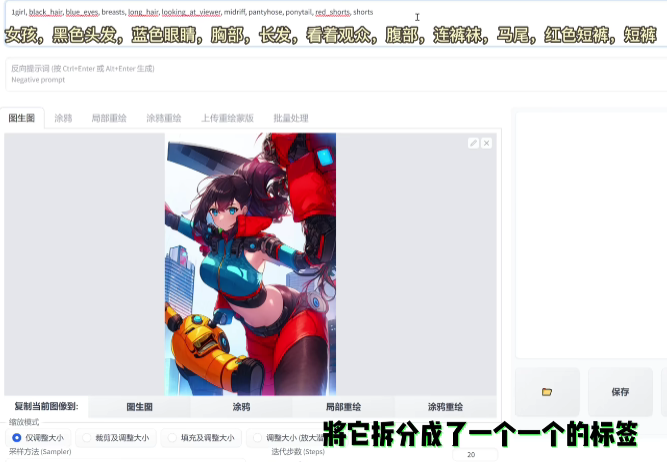 1girl, black_hair, blue_eyes, breasts, long_hair, looking_at_viewer, midriff, pantyhose, ponytail, red_shorts, shorts
女孩，黑色头发，蓝色眼睛，胸部，长发，看着观众，腹部，连裤袜，马尾，红色短裤，短裤
反向提示词 (按 Ctrl+Enter 或 Alt+Enter 生成)
Negative prompt
图生图 涂鸦 局部重绘 涂鸦重绘 上传重绘蒙版 批量处理
复制当前图像到: 图生图 涂鸦 局部重绘 涂鸦重绘
保存
缩放模式
仅调整大小 裁剪及调整大小 填充及调整大小 调整大小 (放大
將它拆分成了一个一个的标签
采样方法 (Sampler) 迭代步数 (Steps) 20